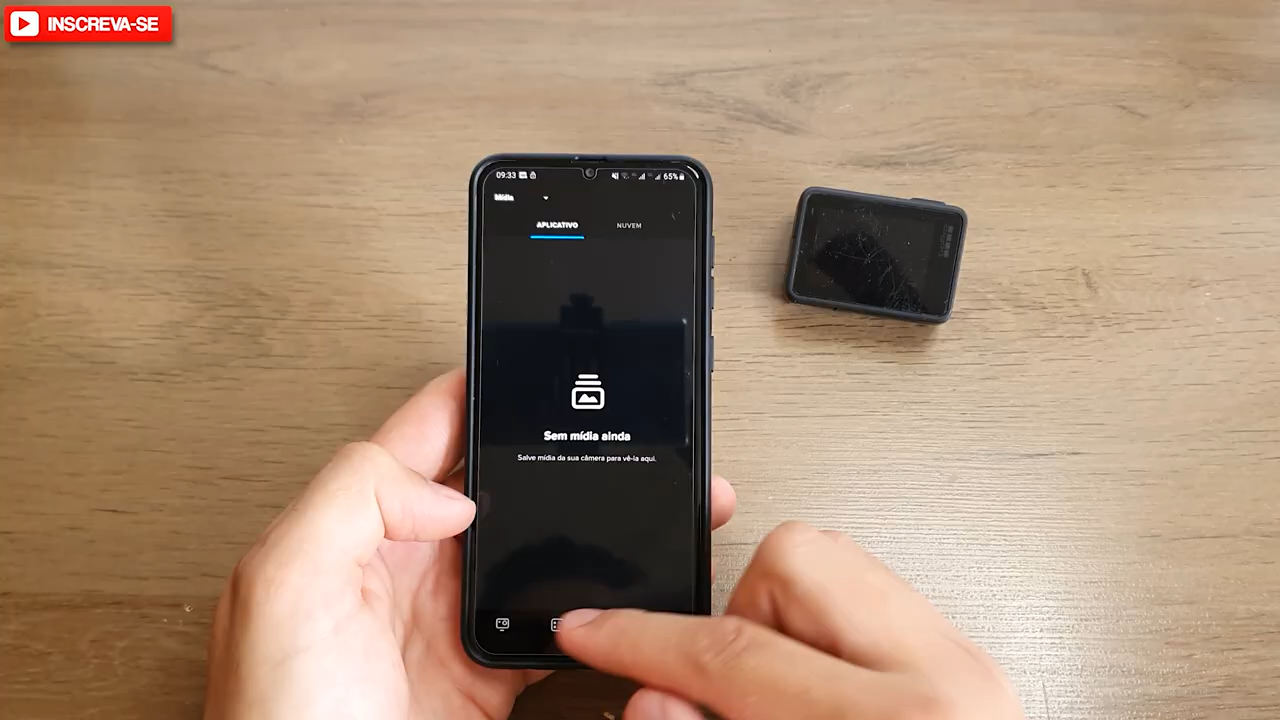 INSCREVA-SE
09:33
65%
Mídia
APLICATIVO
NUVEM
Sem mídia ainda
Salve mídia da sua câmera para vê-la aqui.